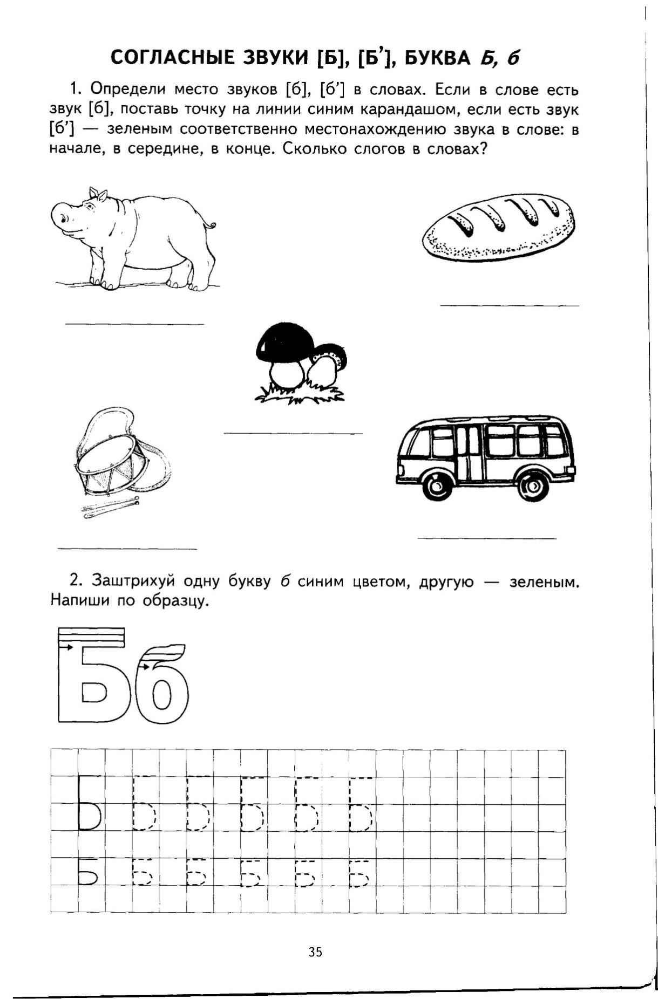 СОГЛАСНЫЕ ЗВУКИ [Б], [Б’], БУКВА Б, б
1. Определи место звуков [б], [б’] в словах. Если в слове есть
звук [б], поставь точку на линии синим карандашом, если есть звук
[б’] — зеленым соответственно местонахождению звука в слове: в
начале, в середине, в конце. Сколько слогов в словах?
2. Заштрихуй одну букву б синим цветом, другую — зеленым.
Напиши по образцу.
Бб
Б Б Б Б Б Б
Б Б Б Б Б Б
35